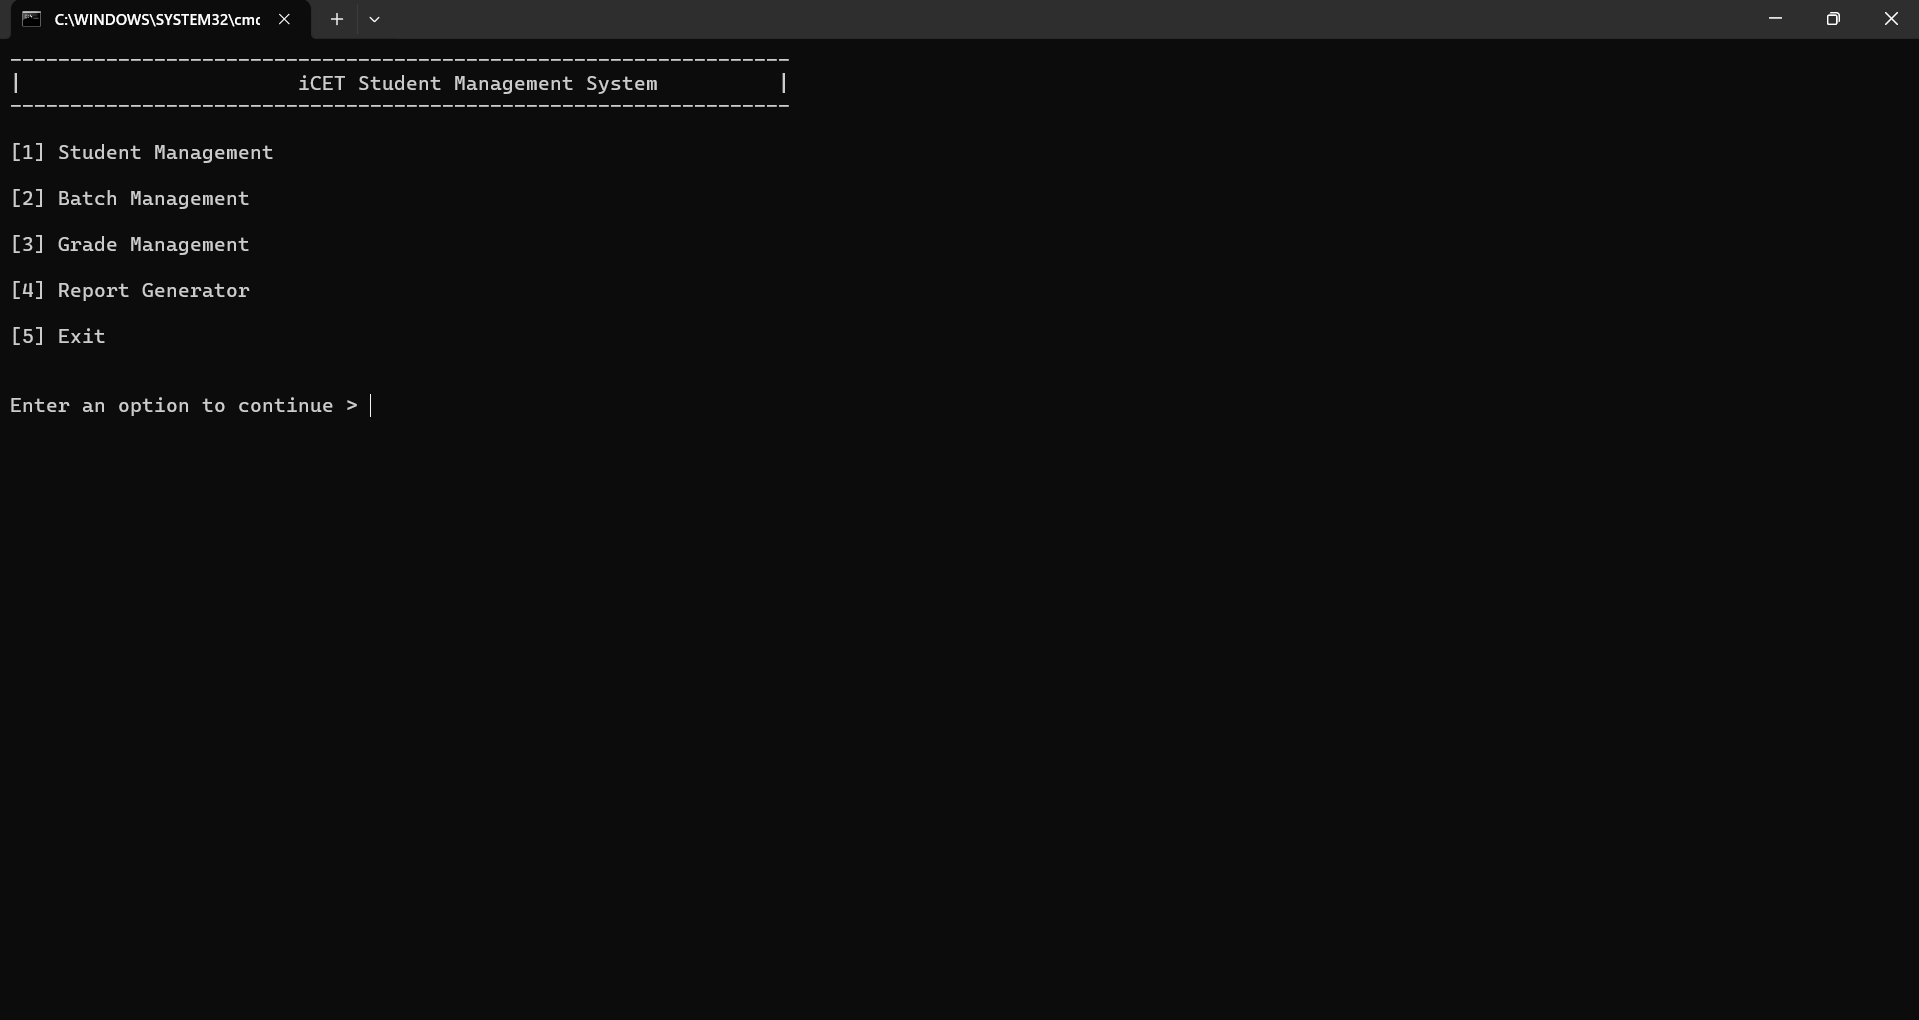 C:\WINDOWS\SYSTEM32\cmc
-----------------------------------------------------------------
|                       iCET Student Management System          |
-----------------------------------------------------------------
[1] Student Management
[2] Batch Management
[3] Grade Management
[4] Report Generator
[5] Exit
Enter an option to continue >